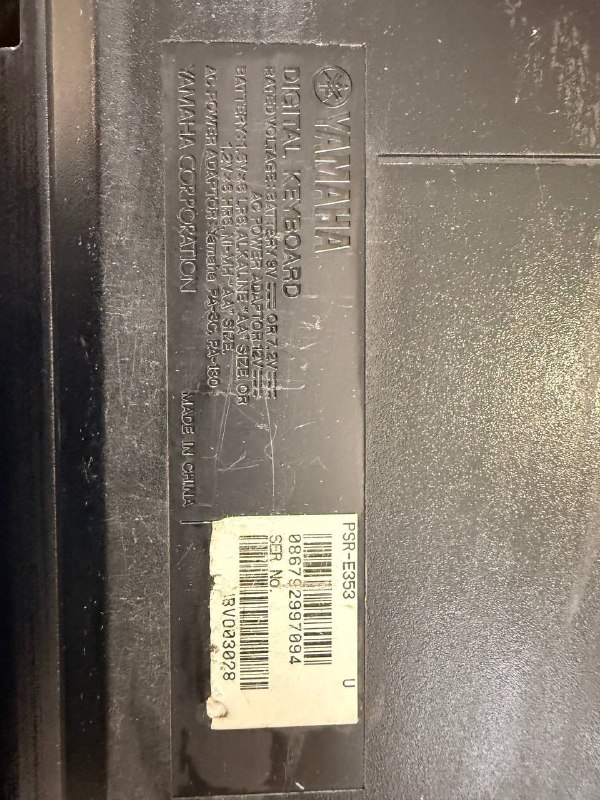 YAMAHA
DIGITAL KEYBOARD
RATED VOLTAGE: BATTERY 9V OR 7.2V
AC POWER ADAPTOR 12V
BATTERY: 1.5V×6 LR6 ALKALINE "AA" SIZE, OR
1.2V×6 HR6, NI-MH "AA" SIZE.
AC POWER ADAPTOR: Yamaha PA-3C, PA-130
YAMAHA CORPORATION MADE IN CHINA
PSR-E353 U
086792997094
SER NO.